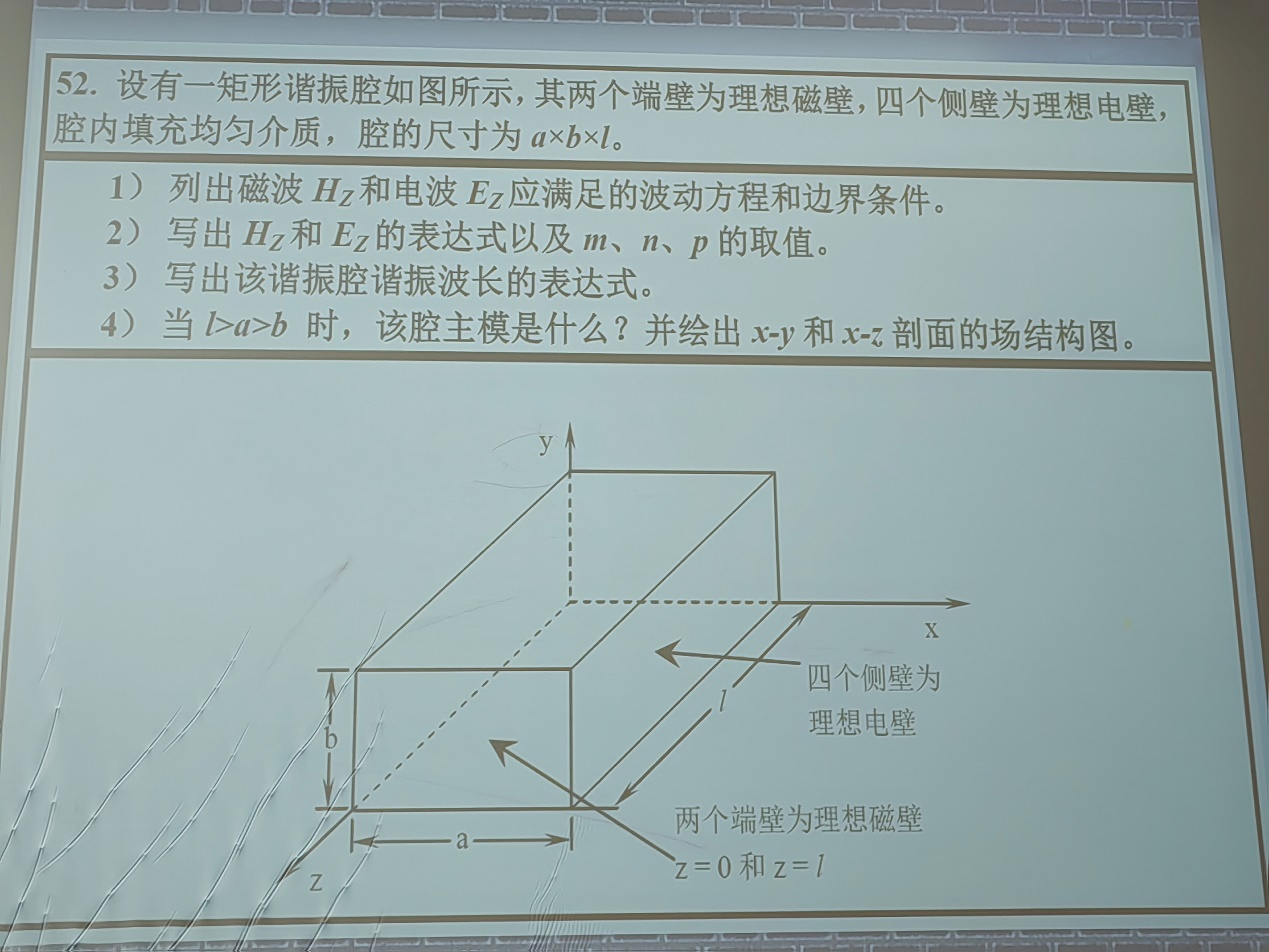 52. 设有一矩形谐振腔如图所示,其两个端壁为理想磁壁,四个侧壁为理想电壁,
腔内填充均匀介质，腔的尺寸为 a×b×l。
1） 列出磁波 HZ 和电波 EZ 应满足的波动方程和边界条件。
2） 写出 HZ 和 EZ 的表达式以及 m、n、p 的取值。
3） 写出该谐振腔谐振波长的表达式。
4） 当 l>a>b 时，该腔主模是什么？并绘出 x-y 和 x-z 剖面的场结构图。
y
x
四个侧壁为
理想电壁
l
b
两个端壁为理想磁壁
a
z=0 和 z=l
z